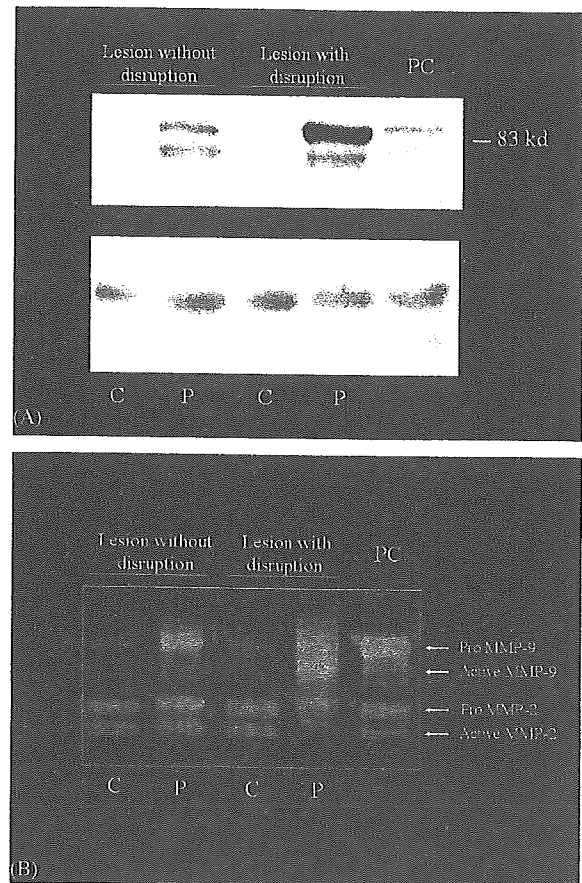 Lesion without disruption
Lesion with disruption
PC
83 kd
C P C P
(A)
Lesion without disruption
Lesion with disruption
PC
Pro MMP-9
Active MMP-9
Pro MMP-2
Active MMP-2
C P C P
(B)